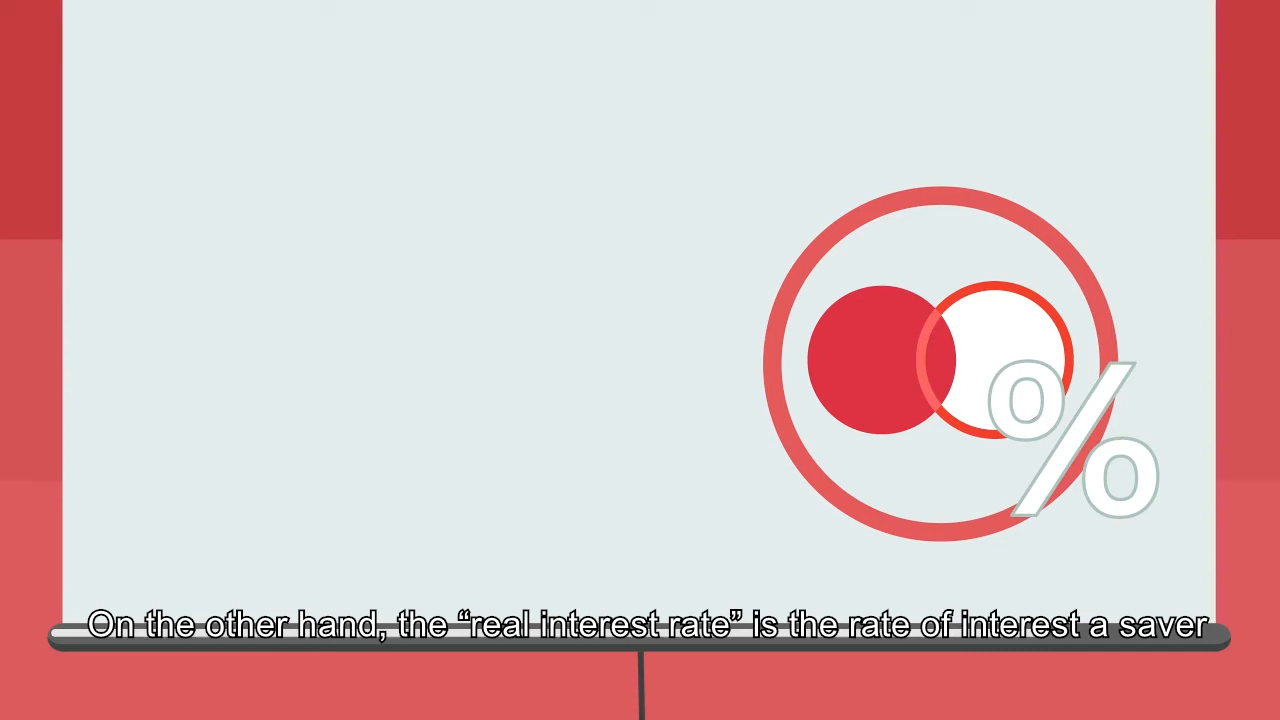 %
On the other hand, the “real interest rate” is the rate of interest a saver